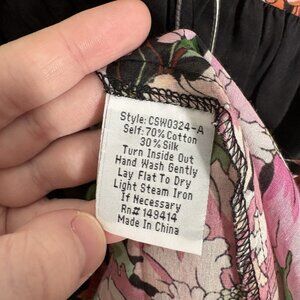 Style: CSW0324-A
Self: 70% Cotton
30% Silk
Turn Inside Out
Hand Wash Gently
Lay Flat To Dry
Light Steam Iron
If Necessary
Rn# 149414
Made In China